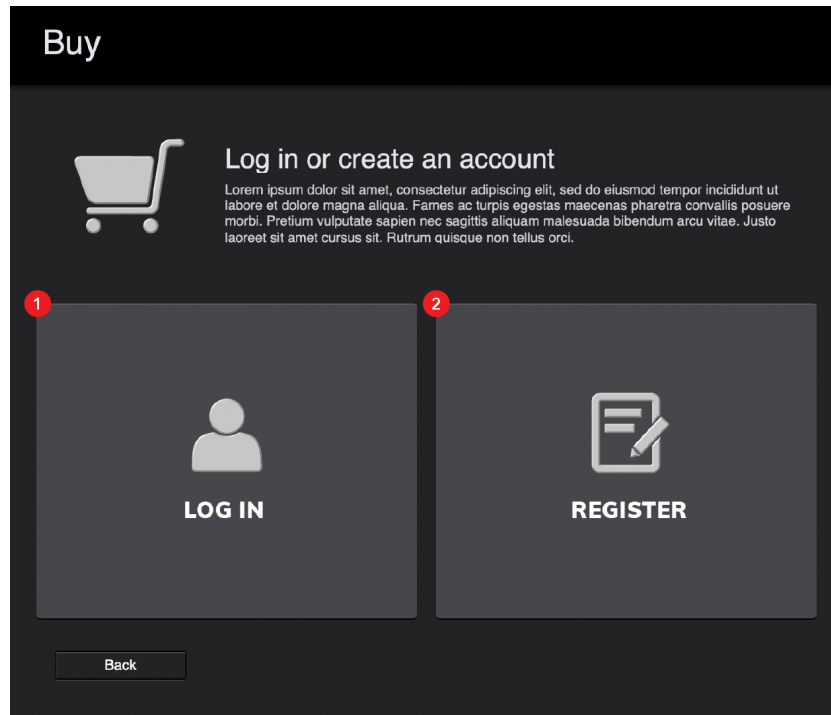 Buy
Log in or create an account
Lorem ipsum dolor sit amet, consectetur adipiscing elit, sed do eiusmod tempor incididunt ut
labore et dolore magna aliqua. Fames ac turpis egestas maecenas pharetra convallis posuere
morbi. Pretium vulputate sapien nec sagittis aliquam malesuada bibendum arcu vitae. Justo
laoreet sit amet cursus sit. Rutrum quisque non tellus orci.
1
2
LOG IN
REGISTER
Back